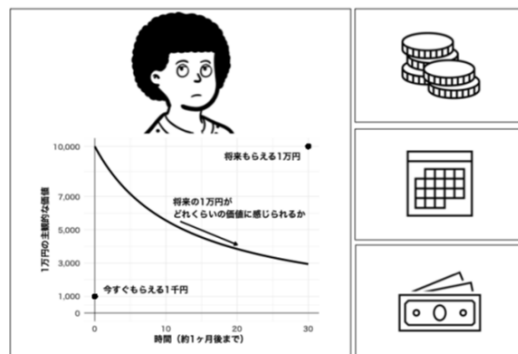 10,000
7,000
5,000
3,000
1,000
0
1万円の主観的な価値
将来もらえる1万円
将来の1万円が
どれくらいの価値に感じられるか
今すぐもらえる1千円
0
10
20
30
時間（約1ヶ月後まで）